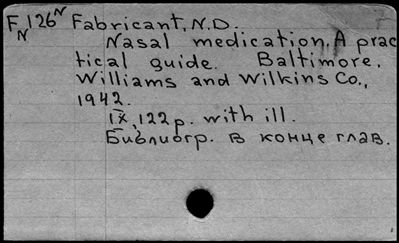 F N 126 N Fabricant, N.D.
Nasal medication. A prac
tical guide. Baltimore,
Williams and Wilkins Co.,
1942.
IX, 122 p. with ill.
Библиогр. в конце глав.